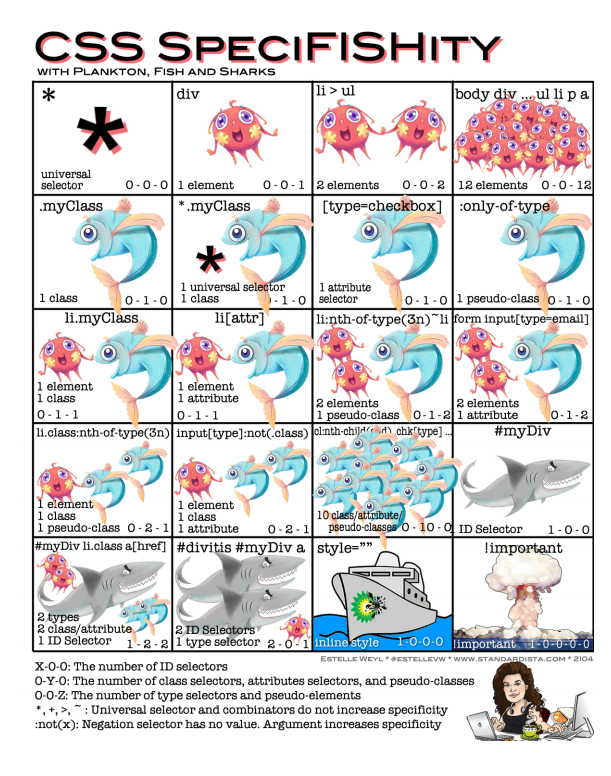 CSS SpeciFISHity
with Plankton, Fish and Sharks
*
*
universal
selector
0-0-0
div
1 element
0-0-1
li > ul
2 elements
0-0-2
body div ... ul li p a
12 elements
0-0-12
.myClass
1 class
0-1-0
*.myClass
*
1 universal selector
1 class
0-1-0
[type=checkbox]
1 attribute
selector
0-1-0
:only-of-type
1 pseudo-class
0-1-0
li.myClass
1 element
1 class
0-1-1
li[attr]
1 element
1 attribute
0-1-1
li:nth-of-type(3n)~li
2 elements
1 pseudo-class
0-1-2
form input[type=email]
2 elements
1 attribute
0-1-2
li.class:nth-of-type(3n)
1 element
1 class
1 pseudo-class
0-2-1
input[type]:not(.class)
1 element
1 class
1 attribute
0-2-1
.chk[type] ...
10 class/attribute/
pseudo-classes
0-10-0
#myDiv
ID Selector
1-0-0
#myDiv li.class a[href]
2 types
2 class/attribute
1 ID Selector
1-2-2
#divitis #myDiv a
2 ID Selectors
1 type selector
2-0-1
style=""
bp
inline style
1-0-0-0
!important
!important
1-0-0-0-0
Estelle Weyl * @estellevw * www.standardista.com * 2104
X-0-0: The number of ID selectors
0-Y-0: The number of class selectors, attributes selectors, and pseudo-classes
0-0-Z: The number of type selectors and pseudo-elements
*, +, >, ~ : Universal selector and combinators do not increase specificity
:not(x): Negation selector has no value. Argument increases specificity